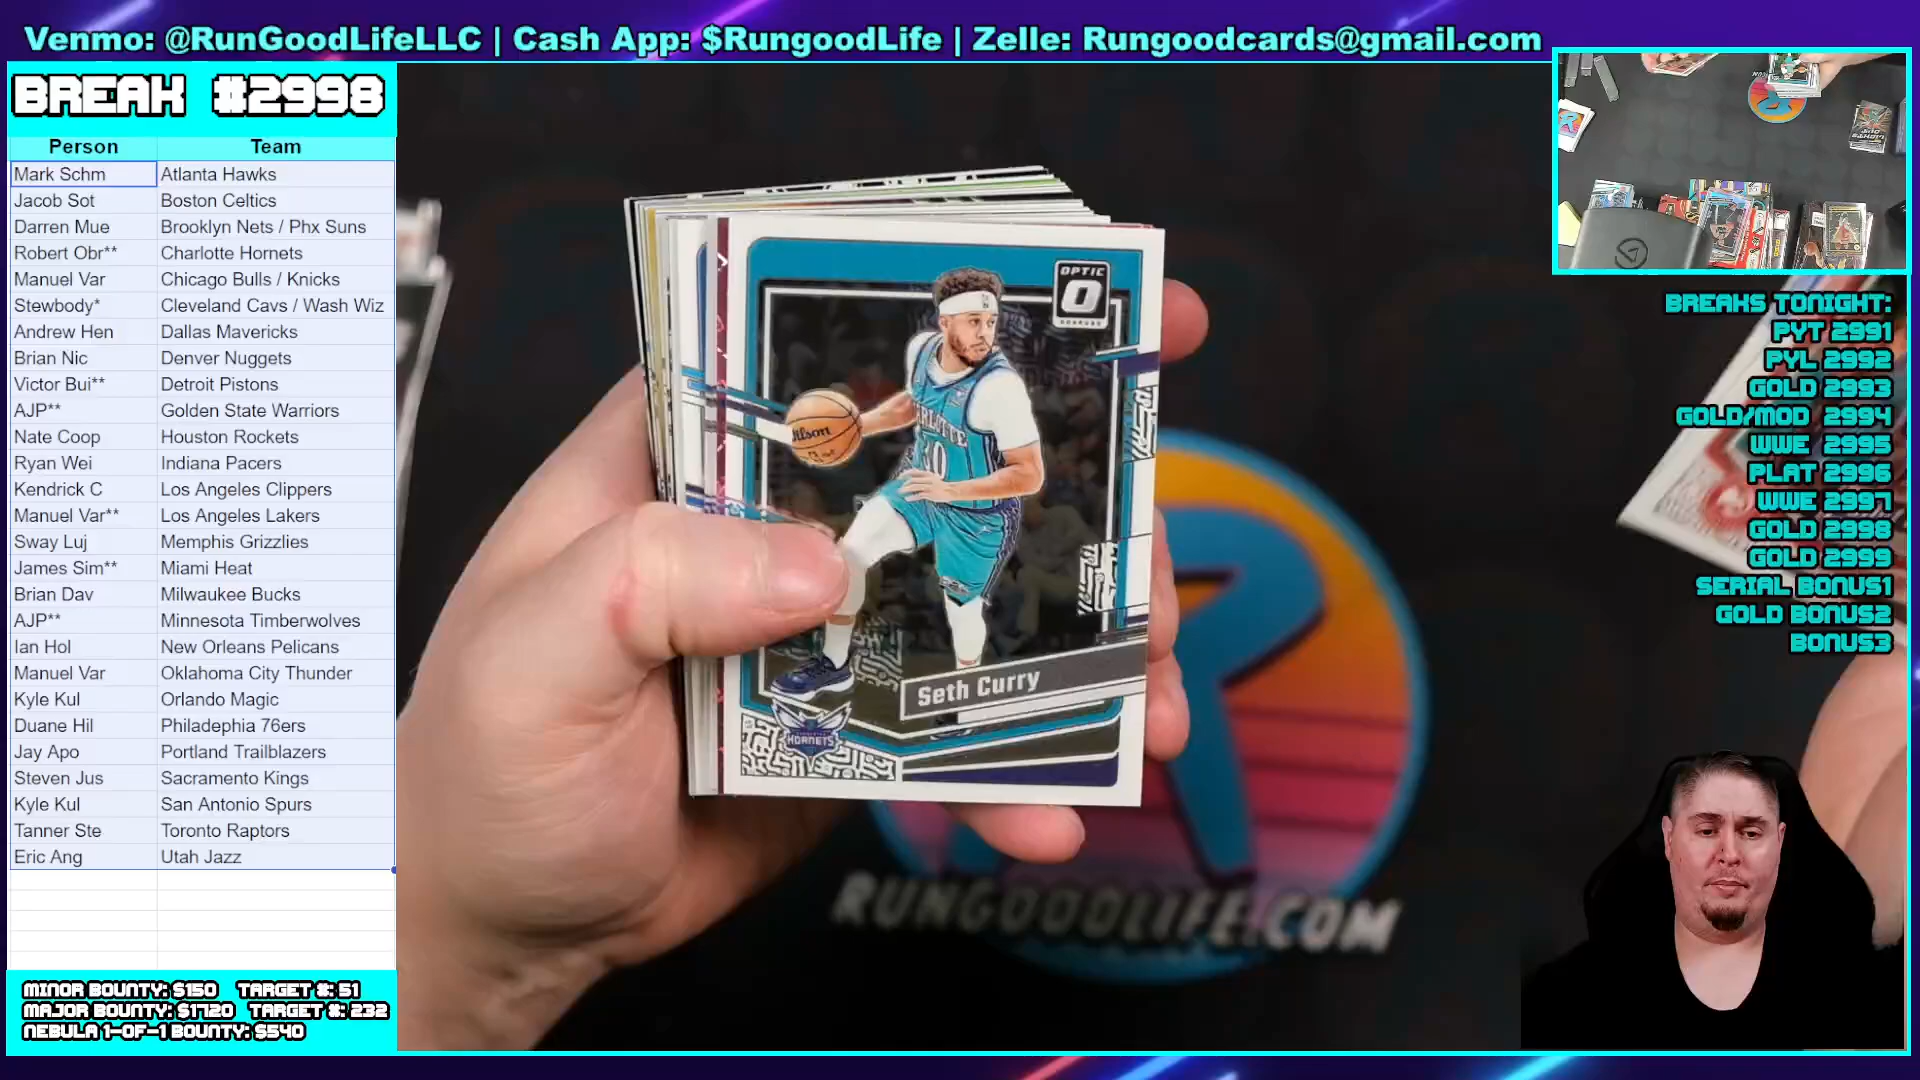 Venmo: @RunGoodLifeLLC | Cash App: $RungoodLife | Zelle: Rungoodcards@gmail.com
BREAK #2998
Person Team
Mark Schm Atlanta Hawks
Jacob Sot Boston Celtics
Darren Mue Brooklyn Nets / Phx Suns
Robert Obr** Charlotte Hornets
Manuel Var Chicago Bulls / Knicks
Stewbody* Cleveland Cavs / Wash Wiz
Andrew Hen Dallas Mavericks
Brian Nic Denver Nuggets
Victor Bui** Detroit Pistons
AJP** Golden State Warriors
Nate Coop Houston Rockets
Ryan Wei Indiana Pacers
Kendrick C Los Angeles Clippers
Manuel Var** Los Angeles Lakers
Sway Luj Memphis Grizzlies
James Sim** Miami Heat
Brian Dav Milwaukee Bucks
AJP** Minnesota Timberwolves
Ian Hol New Orleans Pelicans
Manuel Var Oklahoma City Thunder
Kyle Kul Orlando Magic
Duane Hil Philadephia 76ers
Jay Apo Portland Trailblazers
Steven Jus Sacramento Kings
Kyle Kul San Antonio Spurs
Tanner Ste Toronto Raptors
Eric Ang Utah Jazz
MINOR BOUNTY: $150 TARGET #: 51
MAJOR BOUNTY: $1720 TARGET #: 232
NEBULA 1-OF-1 BOUNTY: $540
OPTIC
DONRUSS
Wilson
Seth Curry
HORNETS
R
RUNGOODLIFE.COM
BREAKS TONIGHT:
PYT 2991
PYL 2992
GOLD 2993
GOLD/MOD 2994
WWE 2995
PLAT 2996
WWE 2997
GOLD 2998
GOLD 2999
SERIAL BONUS1
GOLD BONUS2
BONUS3